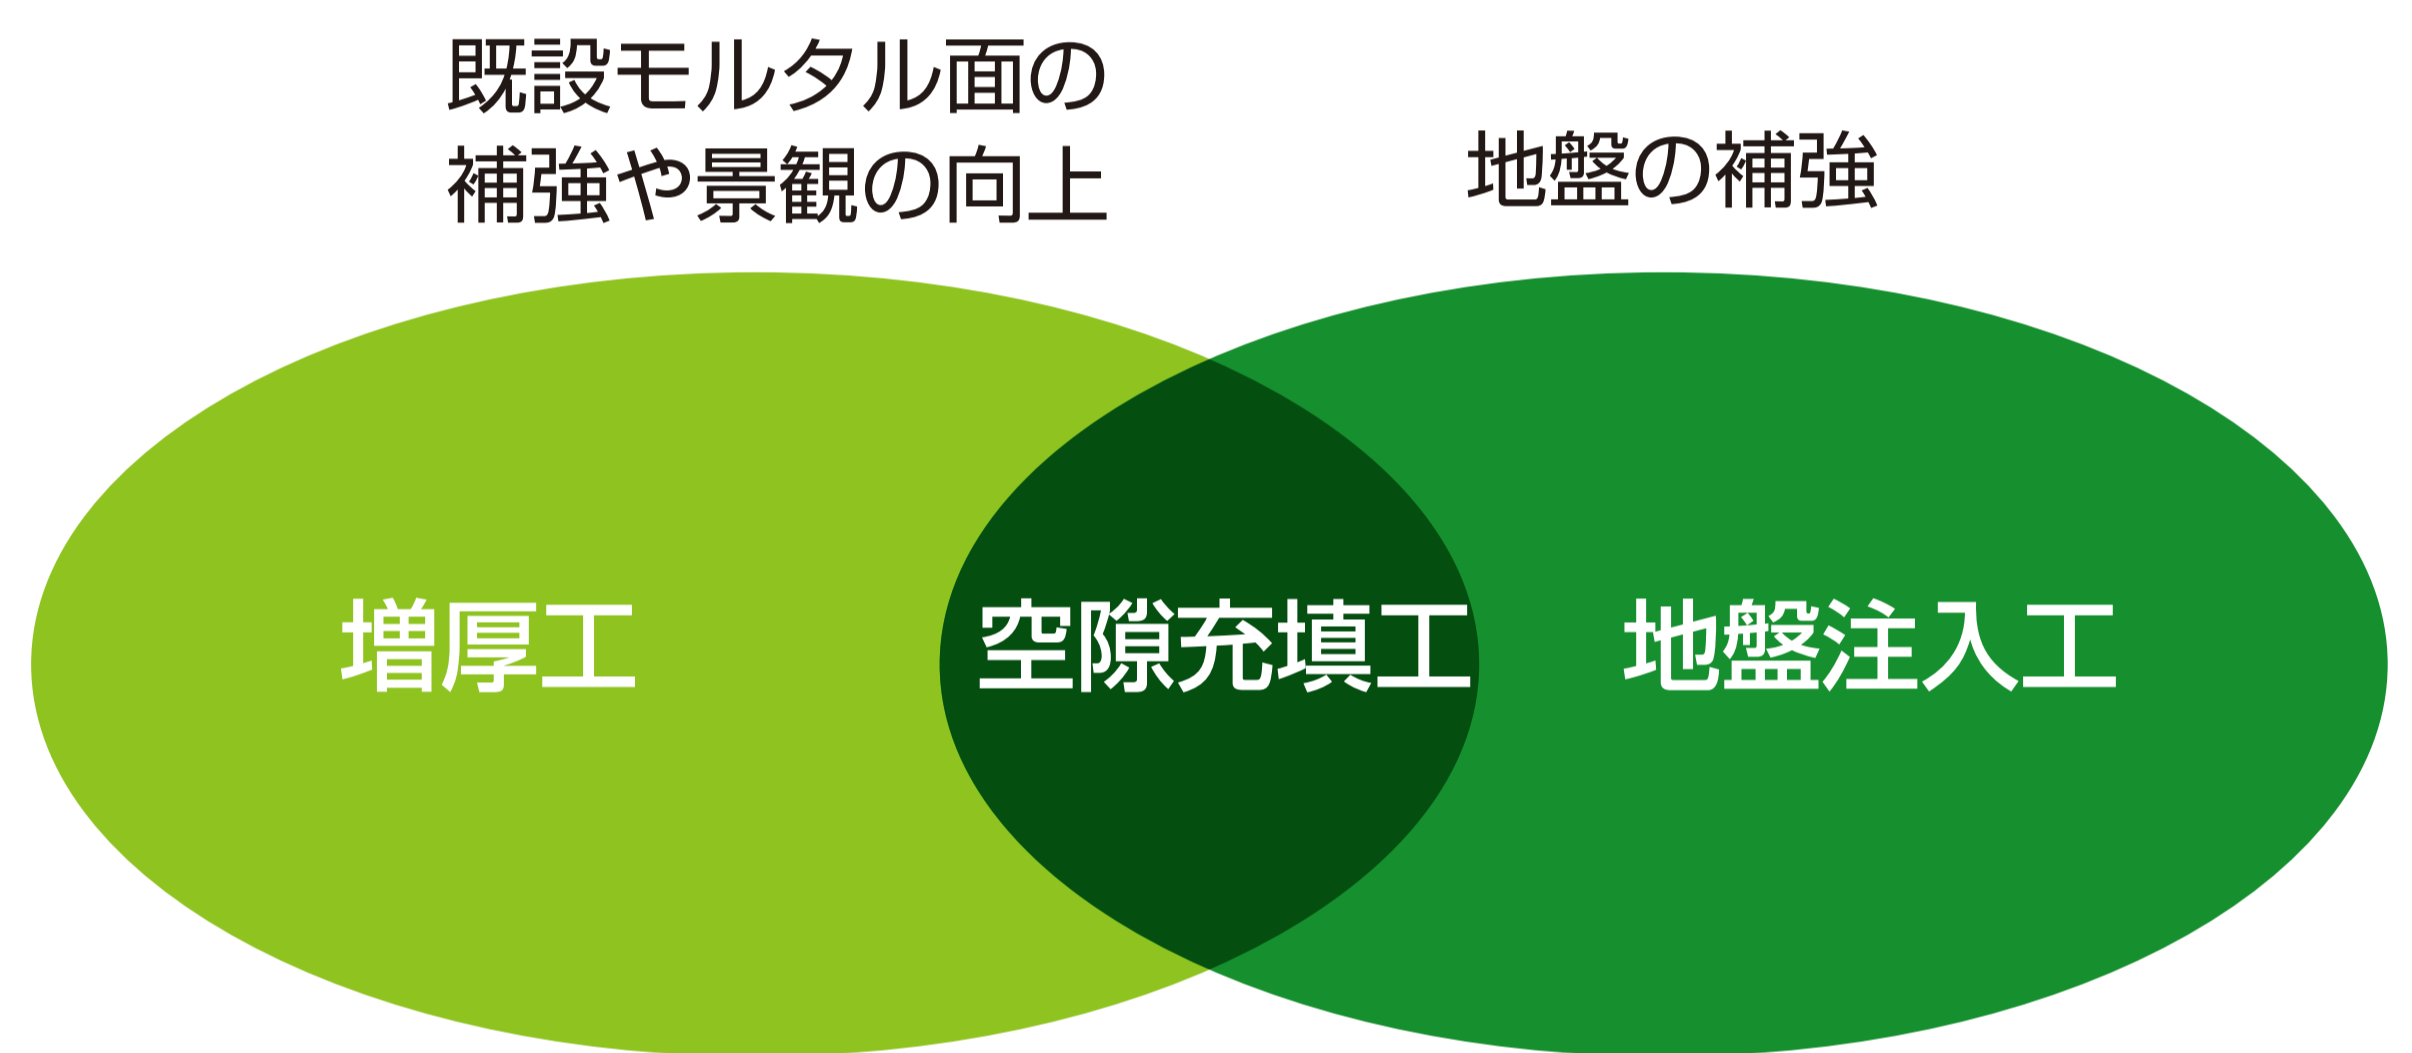 既設モルタル面の
補強や景観の向上
地盤の補強
増厚工
空隙充填工
地盤注入工